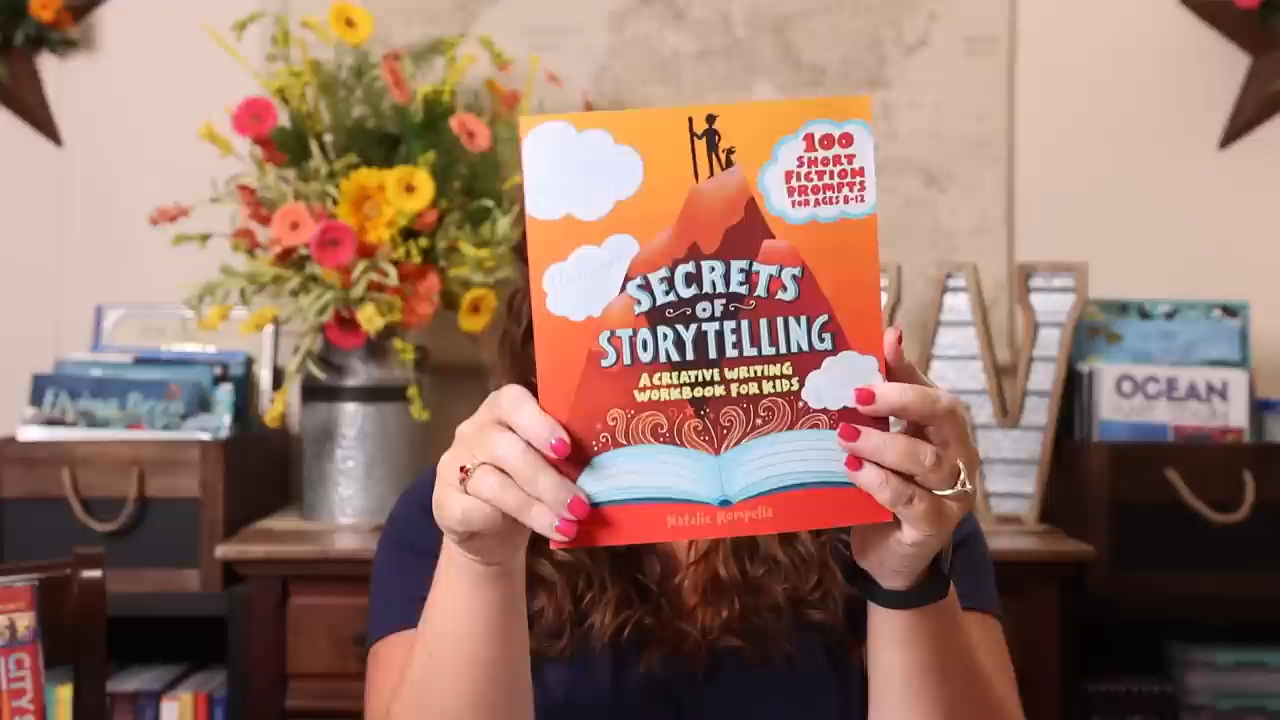 100
SHORT
FICTION
PROMPTS
FOR AGES 8-12
SECRETS
OF
STORYTELLING
A CREATIVE WRITING
WORKBOOK FOR KIDS
Natalie Rompella
W
OCEAN
CITY